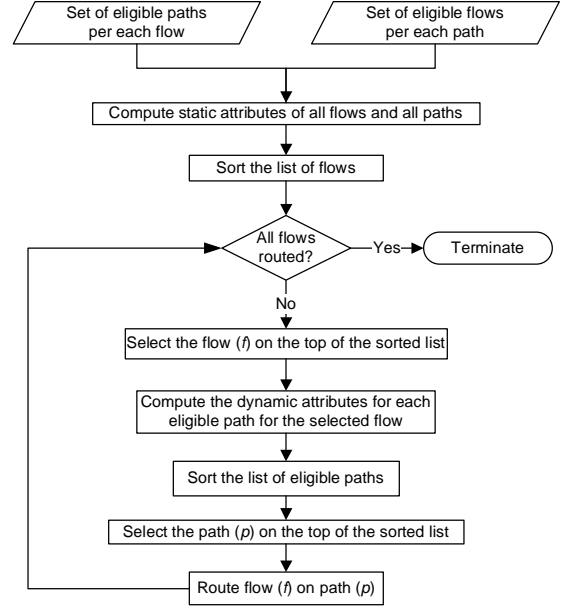 Set of eligible paths
per each flow
Set of eligible flows
per each path
Compute static attributes of all flows and all paths
Sort the list of flows
All flows
routed?
Yes
Terminate
No
Select the flow (f) on the top of the sorted list
Compute the dynamic attributes for each
eligible path for the selected flow
Sort the list of eligible paths
Select the path (p) on the top of the sorted list
Route flow (f) on path (p)